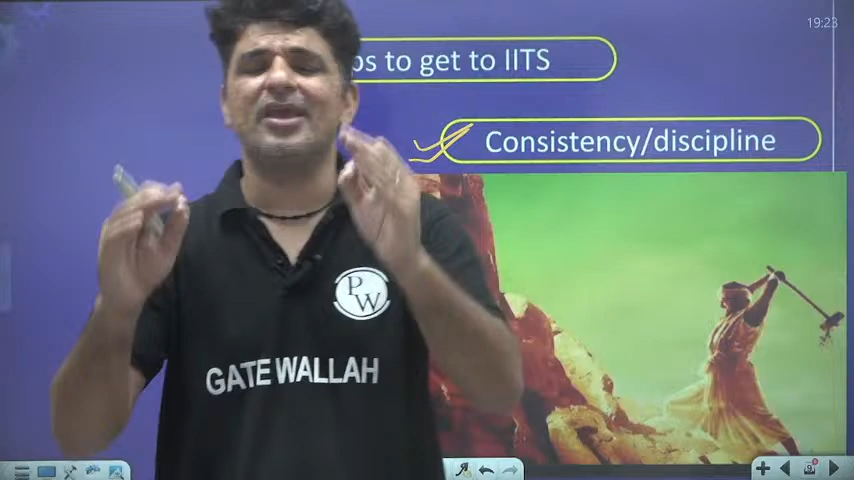 19:23
ps to get to IITS
Consistency/discipline
PW
GATE WALLAH